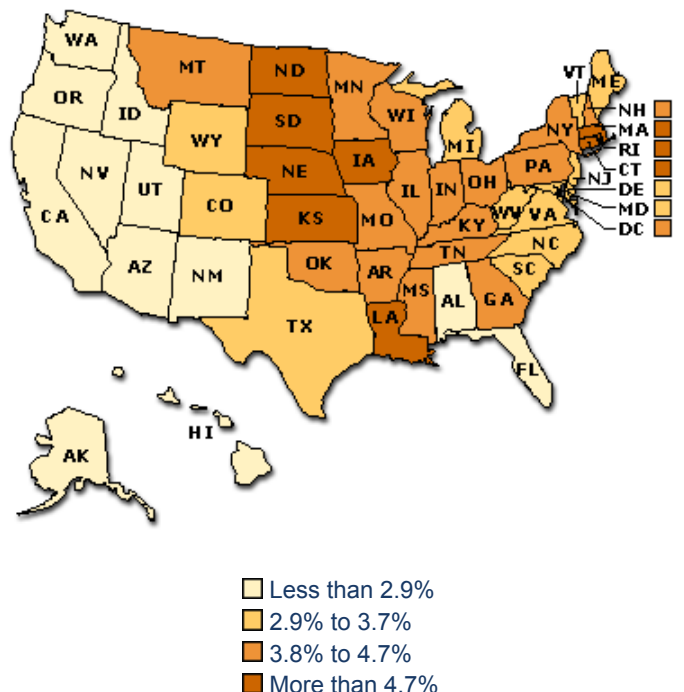 WA
MT
ND
MN
VT
ME
OR
ID
WY
SD
WI
MI
NY
NH
MA
RI
CT
NJ
DE
MD
DC
NV
UT
CO
NE
IA
IL
IN
OH
PA
CA
KS
MO
KY
WV
VA
AZ
NM
OK
AR
TN
NC
SC
TX
LA
MS
AL
GA
FL
HI
AK
Less than 2.9%
2.9% to 3.7%
3.8% to 4.7%
More than 4.7%